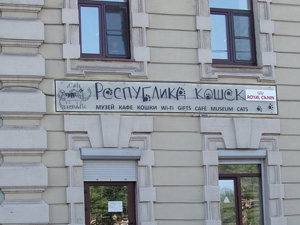 РЕСПУБЛИКА КОШЕК
ROYAL CANIN
МУЗЕЙ КАФЕ КОШКИ WI-FI GIFTS CAFÉ MUSEUM CATS